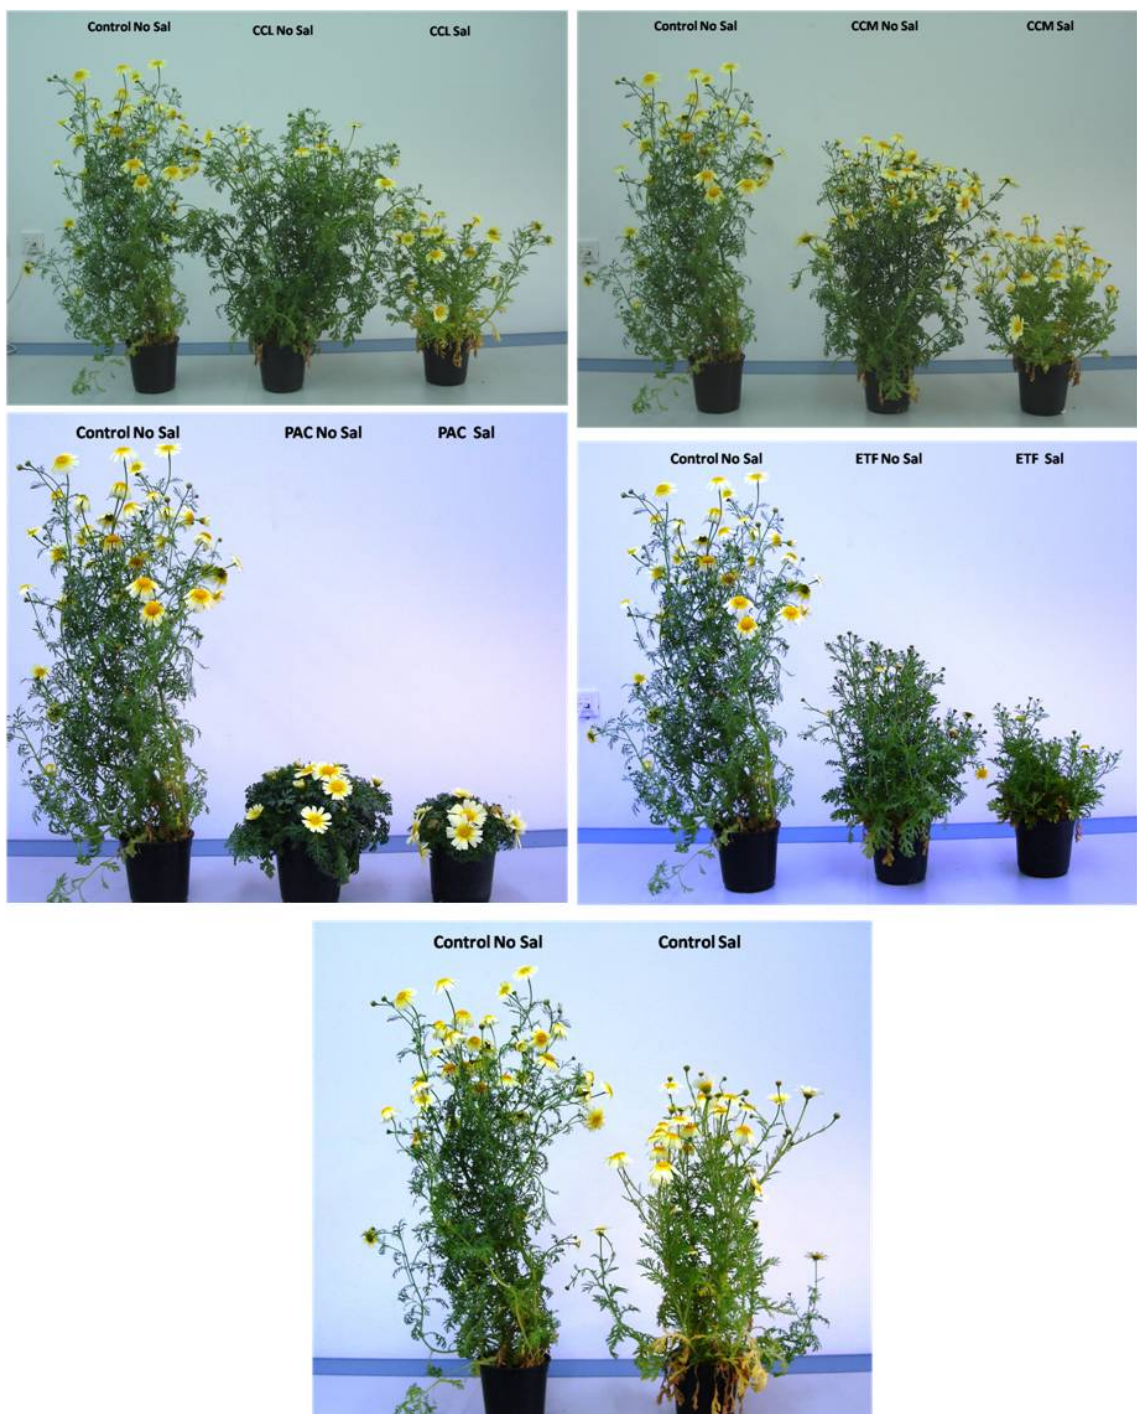 Control No Sal CCL No Sal CCL Sal
Control No Sal CCM No Sal CCM Sal
Control No Sal PAC No Sal PAC Sal
Control No Sal ETF No Sal ETF Sal
Control No Sal Control Sal